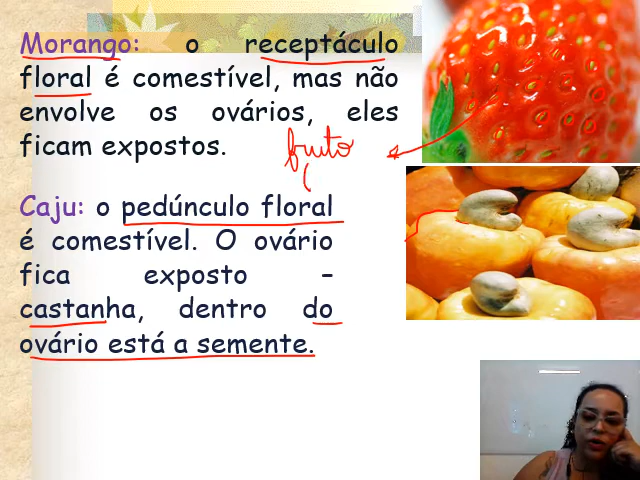 Morango: o receptáculo
floral é comestível, mas não
envolve os ovários, eles
ficam expostos.
fruto
Caju: o pedúnculo floral
é comestível. O ovário
fica exposto –
castanha, dentro do
ovário está a semente.